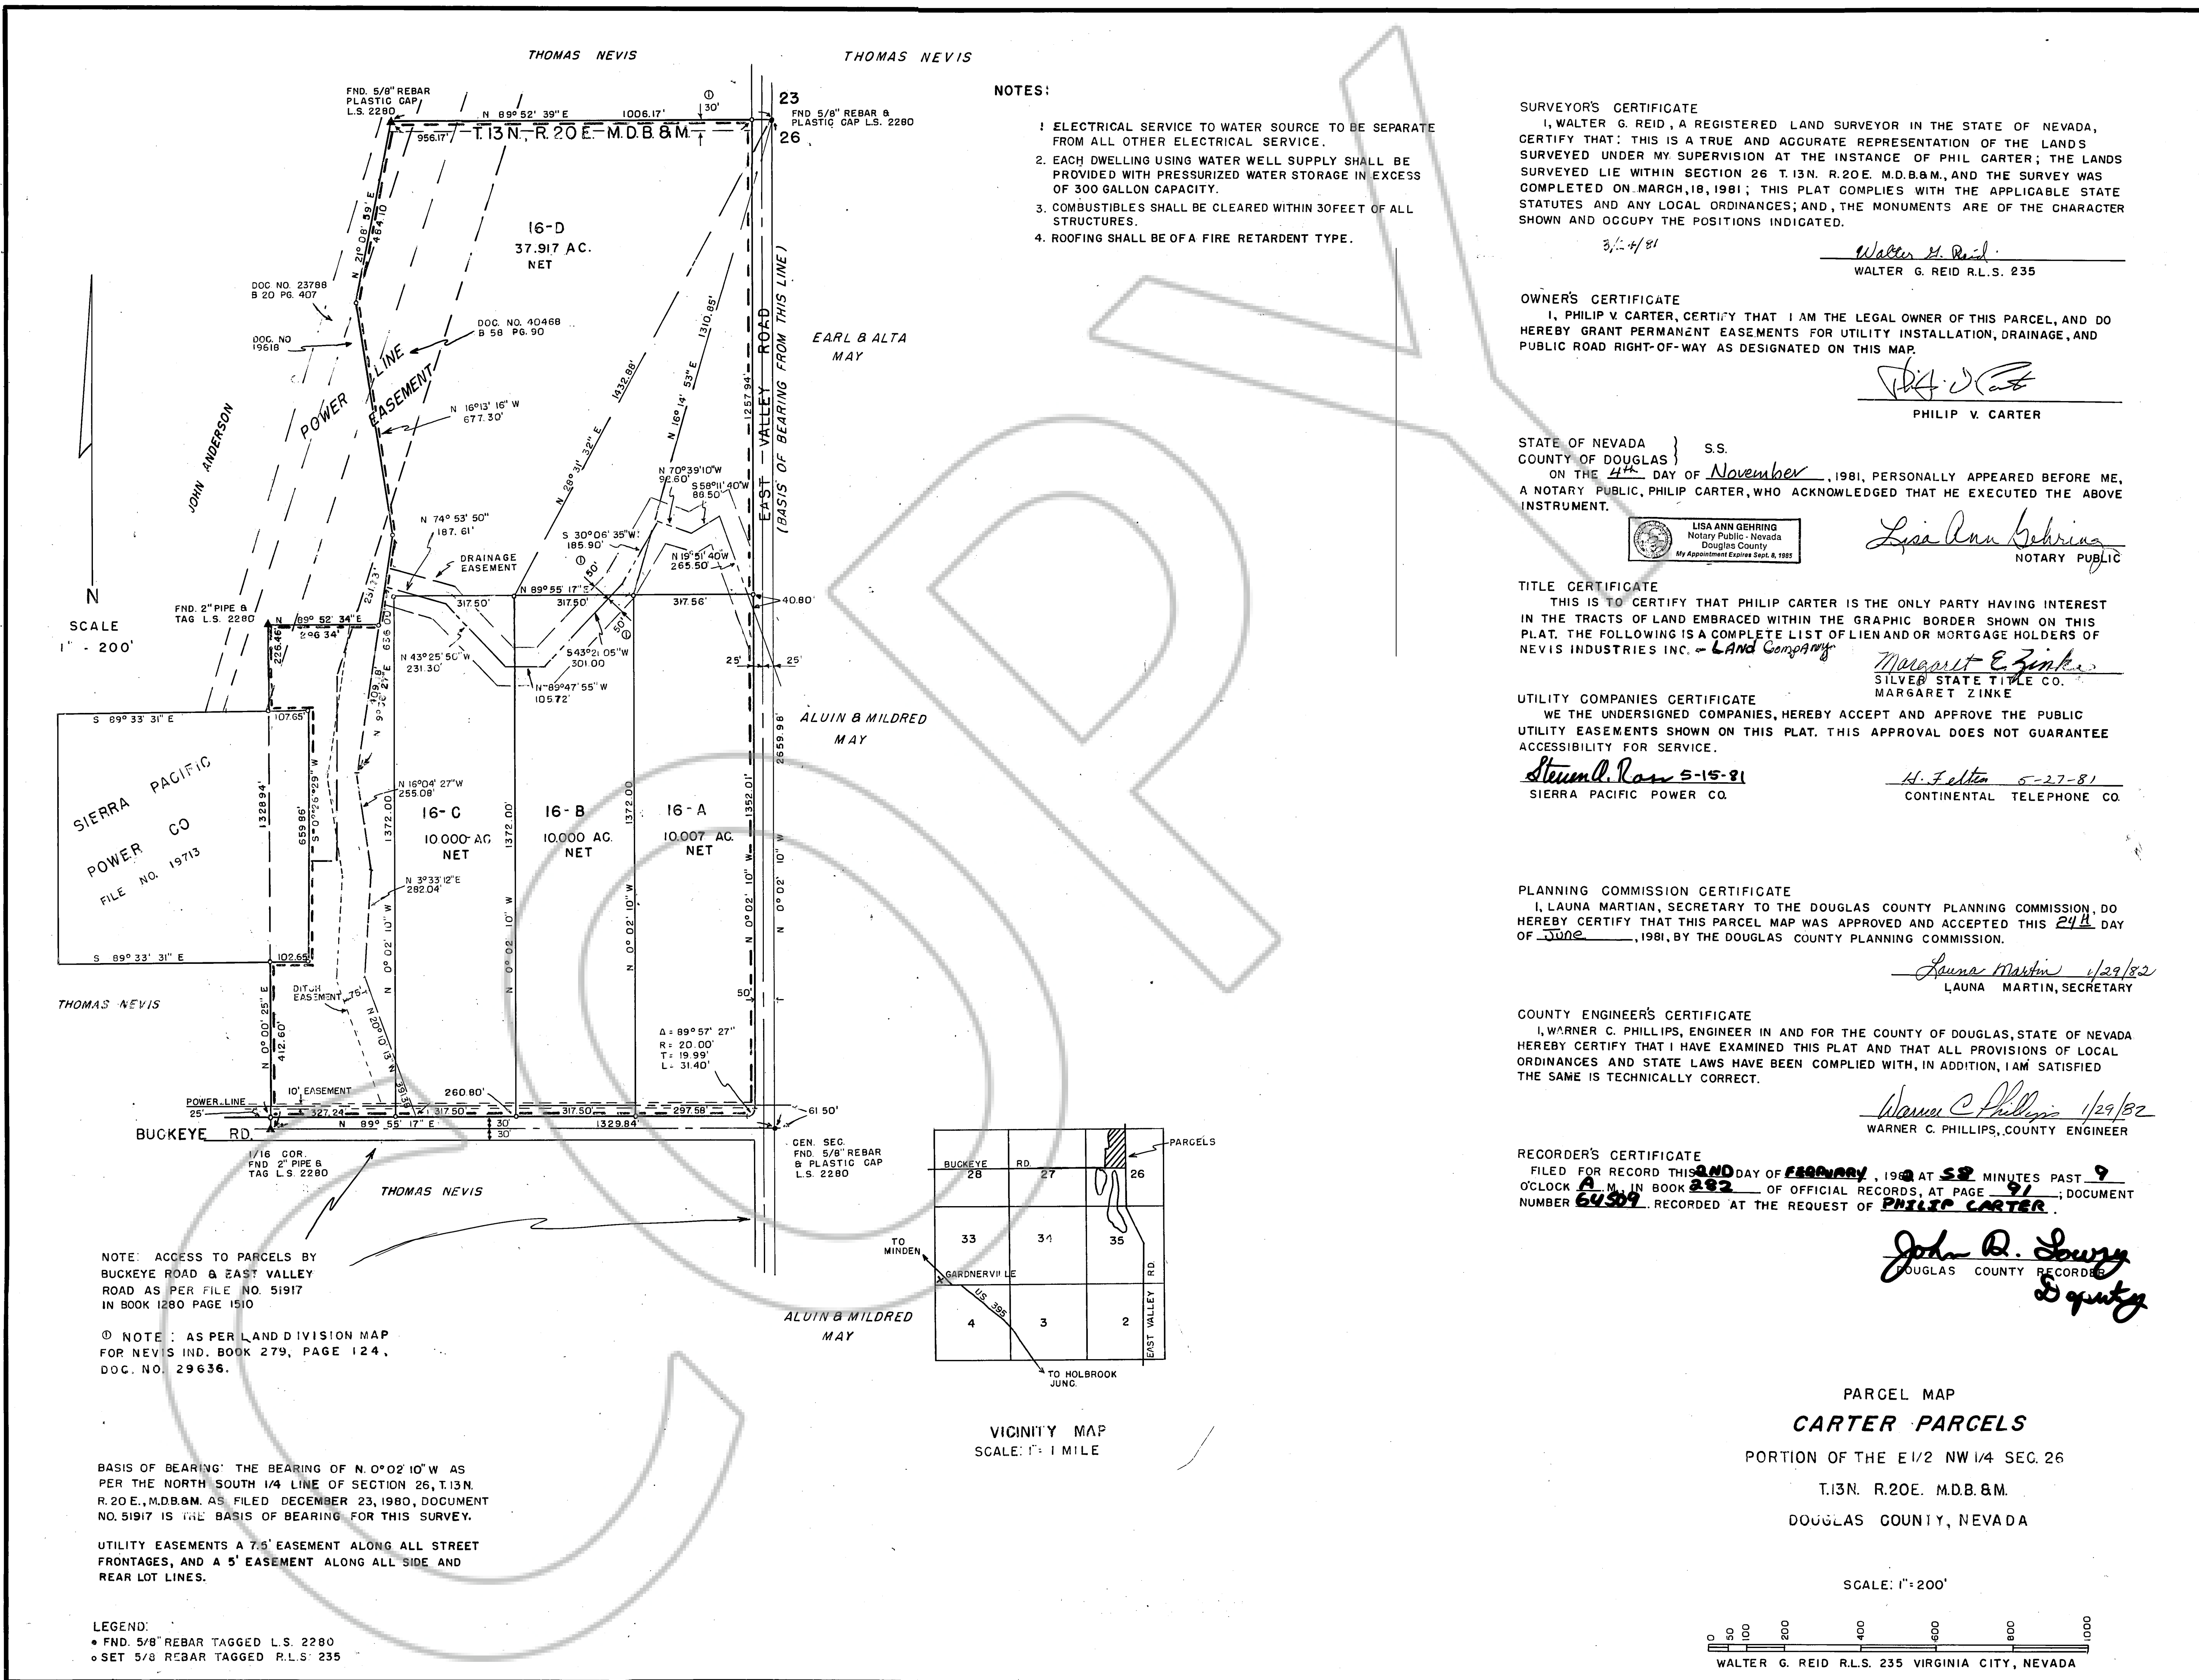 THOMAS NEVIS
THOMAS NEVIS
FND. 5/8" REBAR
PLASTIC CAP
L.S. 2280
N 89° 52' 39" E 1006.17'
① 30'
956.17'
T. 13 N. R. 20 E. M.D.B.&M.
23
26
FND 5/8" REBAR &
PLASTIC CAP L.S. 2280
N 21° 08' 59" E
464.10
16-D
37.917 AC.
NET
DOC NO. 23788
B 20 PG. 407
DOC. NO
19618
DOC. NO. 40468
B 58 PG. 90
POWER LINE
EASEMENT
N 16°13' 16" W
677.30'
JOHN ANDERSON
N 28° 31' 32" E
1432.88'
N 16° 14' 53" E
1310.85'
1257.94'
EAST VALLEY ROAD
(BASIS OF BEARING FROM THIS LINE)
EARL & ALTA
MAY
N 70°39'10"W
92.60'
S 58°11' 40"W
86.50'
N 74° 53' 50"
187.61'
S 30° 06' 35"W
185.90'
N 19°51' 40"W
265.50'
DRAINAGE
EASEMENT
① 50'
50' ①
N 89° 55' 17" E
317.50'
317.50'
317.56'
40.80'
N
SCALE
1" - 200'
FND. 2" PIPE &
TAG L.S. 2280
N 89° 52' 34" E
296.34'
226.46'
656.00'
N 43° 25' 50" W
231.30'
S 43°21' 05" W
301.00
N 89°47' 55"W
105.72'
25'
25'
S 89° 33' 31" E
107.65'
SIERRA PACIFIC
POWER CO
FILE NO. 19713
1328.94'
659.86'
S 0°26'29" W
N 16°04' 27"W
255.08'
N 3°33'12"E
282.04'
16-C
10.000 AC
NET
16-B
10.000 AC.
NET
16-A
10.007 AC.
NET
1372.00'
1372.00'
1372.00
1352.01'
2659.98'
N 0° 02' 10" W
N 0° 02' 10" W
N 0° 02' 10" W
N 0° 02' 10" W
N 0° 02' 10" W
ALUIN & MILDRED
MAY
S 89° 33' 31" E
102.65'
THOMAS NEVIS
N 0° 00' 25" E
412.60'
DITCH
EASEMENT
75'
50'
Δ = 89° 57' 27"
R = 20.00'
T = 19.99'
L = 31.40'
10' EASEMENT
260.80'
POWER LINE
25'
327.24
317.50'
317.50'
297.58'
61.50'
BUCKEYE RD.
N 89° 55' 17" E
30'
30'
1329.84'
1/16 COR.
FND 2" PIPE &
TAG L.S. 2280
THOMAS NEVIS
CEN. SEC.
FND. 5/8" REBAR
& PLASTIC CAP
L.S. 2280
NOTE: ACCESS TO PARCELS BY
BUCKEYE ROAD & EAST VALLEY
ROAD AS PER FILE NO. 51917
IN BOOK 1280 PAGE 1510
① NOTE: AS PER LAND DIVISION MAP
FOR NEVIS IND. BOOK 279, PAGE 124,
DOC. NO. 29636.
ALUIN & MILDRED
MAY
BASIS OF BEARING: THE BEARING OF N. 0° 02' 10" W AS
PER THE NORTH SOUTH 1/4 LINE OF SECTION 26, T. 13 N.
R. 20 E., M.D.B.&M. AS FILED DECEMBER 23, 1980, DOCUMENT
NO. 51917 IS THE BASIS OF BEARING FOR THIS SURVEY.
UTILITY EASEMENTS A 7.5' EASEMENT ALONG ALL STREET
FRONTAGES, AND A 5' EASEMENT ALONG ALL SIDE AND
REAR LOT LINES.
LEGEND:
FND. 5/8" REBAR TAGGED L.S. 2280
SET 5/8 REBAR TAGGED R.L.S. 235
PARCELS
BUCKEYE RD.
28 27 26
33 34 35
TO
MINDEN
GARDNERVILLE
US 395
4 3 2
EAST VALLEY RD.
TO HOLBROOK
JUNC.
VICINITY MAP
SCALE: 1" = 1 MILE
NOTES:
1 ELECTRICAL SERVICE TO WATER SOURCE TO BE SEPARATE
FROM ALL OTHER ELECTRICAL SERVICE.
2. EACH DWELLING USING WATER WELL SUPPLY SHALL BE
PROVIDED WITH PRESSURIZED WATER STORAGE IN EXCESS
OF 300 GALLON CAPACITY.
3. COMBUSTIBLES SHALL BE CLEARED WITHIN 30 FEET OF ALL
STRUCTURES.
4. ROOFING SHALL BE OF A FIRE RETARDENT TYPE.
COPY
SURVEYOR'S CERTIFICATE
I, WALTER G. REID, A REGISTERED LAND SURVEYOR IN THE STATE OF NEVADA,
CERTIFY THAT: THIS IS A TRUE AND ACCURATE REPRESENTATION OF THE LANDS
SURVEYED UNDER MY SUPERVISION AT THE INSTANCE OF PHIL CARTER; THE LANDS
SURVEYED LIE WITHIN SECTION 26 T. 13 N. R. 20 E. M.D.B.&M., AND THE SURVEY WAS
COMPLETED ON MARCH, 18, 1981; THIS PLAT COMPLIES WITH THE APPLICABLE STATE
STATUTES AND ANY LOCAL ORDINANCES; AND, THE MONUMENTS ARE OF THE CHARACTER
SHOWN AND OCCUPY THE POSITIONS INDICATED.
3/24/81 Walter G. Reid
WALTER G. REID R.L.S. 235
OWNER'S CERTIFICATE
I, PHILIP V. CARTER, CERTIFY THAT I AM THE LEGAL OWNER OF THIS PARCEL, AND DO
HEREBY GRANT PERMANENT EASEMENTS FOR UTILITY INSTALLATION, DRAINAGE, AND
PUBLIC ROAD RIGHT-OF-WAY AS DESIGNATED ON THIS MAP.
PHILIP V. CARTER
STATE OF NEVADA } S.S.
COUNTY OF DOUGLAS
ON THE 4th DAY OF November, 1981, PERSONALLY APPEARED BEFORE ME,
A NOTARY PUBLIC, PHILIP CARTER, WHO ACKNOWLEDGED THAT HE EXECUTED THE ABOVE
INSTRUMENT.
LISA ANN GEHRING
Notary Public - Nevada
Douglas County
My Appointment Expires Sept. 8, 1985
Lisa Ann Gehring
NOTARY PUBLIC
TITLE CERTIFICATE
THIS IS TO CERTIFY THAT PHILIP CARTER IS THE ONLY PARTY HAVING INTEREST
IN THE TRACTS OF LAND EMBRACED WITHIN THE GRAPHIC BORDER SHOWN ON THIS
PLAT. THE FOLLOWING IS A COMPLETE LIST OF LIEN AND OR MORTGAGE HOLDERS OF
NEVIS INDUSTRIES INC. - LAND Company
Margaret E. Zinke
SILVER STATE TITLE CO.
MARGARET ZINKE
UTILITY COMPANIES CERTIFICATE
WE THE UNDERSIGNED COMPANIES, HEREBY ACCEPT AND APPROVE THE PUBLIC
UTILITY EASEMENTS SHOWN ON THIS PLAT. THIS APPROVAL DOES NOT GUARANTEE
ACCESSIBILITY FOR SERVICE.
5-15-81
H. Felten 5-27-81
SIERRA PACIFIC POWER CO.
CONTINENTAL TELEPHONE CO.
PLANNING COMMISSION CERTIFICATE
I, LAUNA MARTIAN, SECRETARY TO THE DOUGLAS COUNTY PLANNING COMMISSION, DO
HEREBY CERTIFY THAT THIS PARCEL MAP WAS APPROVED AND ACCEPTED THIS 24th DAY
OF June, 1981, BY THE DOUGLAS COUNTY PLANNING COMMISSION.
Launa Martin 1/29/82
LAUNA MARTIN, SECRETARY
COUNTY ENGINEER'S CERTIFICATE
I, WARNER C. PHILLIPS, ENGINEER IN AND FOR THE COUNTY OF DOUGLAS, STATE OF NEVADA
HEREBY CERTIFY THAT I HAVE EXAMINED THIS PLAT AND THAT ALL PROVISIONS OF LOCAL
ORDINANCES AND STATE LAWS HAVE BEEN COMPLIED WITH, IN ADDITION, I AM SATISFIED
THE SAME IS TECHNICALLY CORRECT.
Warner C Phillips 1/29/82
WARNER C. PHILLIPS, COUNTY ENGINEER
RECORDER'S CERTIFICATE
FILED FOR RECORD THIS 2ND DAY OF FEBRUARY, 1982 AT 58 MINUTES PAST 9
O'CLOCK A M. IN BOOK 282 OF OFFICIAL RECORDS, AT PAGE 91; DOCUMENT
NUMBER 64509. RECORDED AT THE REQUEST OF PHILIP CARTER.
John D. Lowry
DOUGLAS COUNTY RECORDER
Deputy
PARCEL MAP
CARTER PARCELS
PORTION OF THE E 1/2 NW 1/4 SEC. 26
T. 13 N. R. 20 E. M.D.B.&M.
DOUGLAS COUNTY, NEVADA
SCALE: 1" = 200'
0 50 100 200 400 600 800 1000
WALTER G. REID R.L.S. 235 VIRGINIA CITY, NEVADA